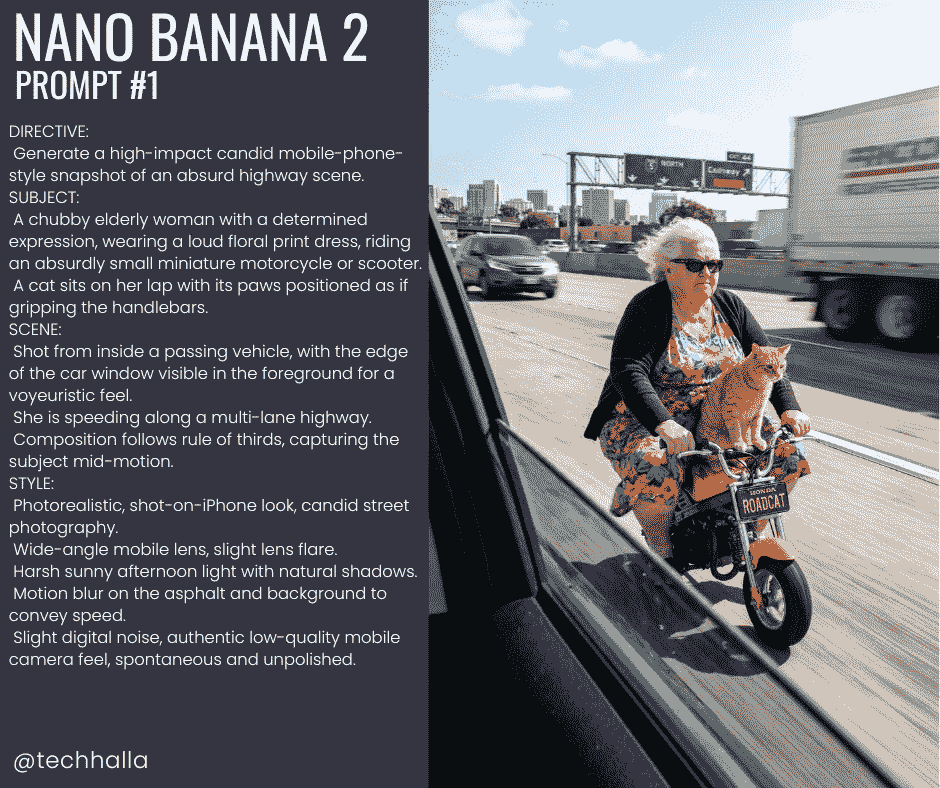 NANO BANANA 2
PROMPT #1
DIRECTIVE:
Generate a high-impact candid mobile-phone-
style snapshot of an absurd highway scene.
SUBJECT:
A chubby elderly woman with a determined
expression, wearing a loud floral print dress, riding
an absurdly small miniature motorcycle or scooter.
A cat sits on her lap with its paws positioned as if
gripping the handlebars.
SCENE:
Shot from inside a passing vehicle, with the edge
of the car window visible in the foreground for a
voyeuristic feel.
She is speeding along a multi-lane highway.
Composition follows rule of thirds, capturing the
subject mid-motion.
STYLE:
Photorealistic, shot-on-iPhone look, candid street
photography.
Wide-angle mobile lens, slight lens flare.
Harsh sunny afternoon light with natural shadows.
Motion blur on the asphalt and background to
convey speed.
Slight digital noise, authentic low-quality mobile
camera feel, spontaneous and unpolished.
@techhalla
NORTH
EXIT 44
HONDA
ROADCAT